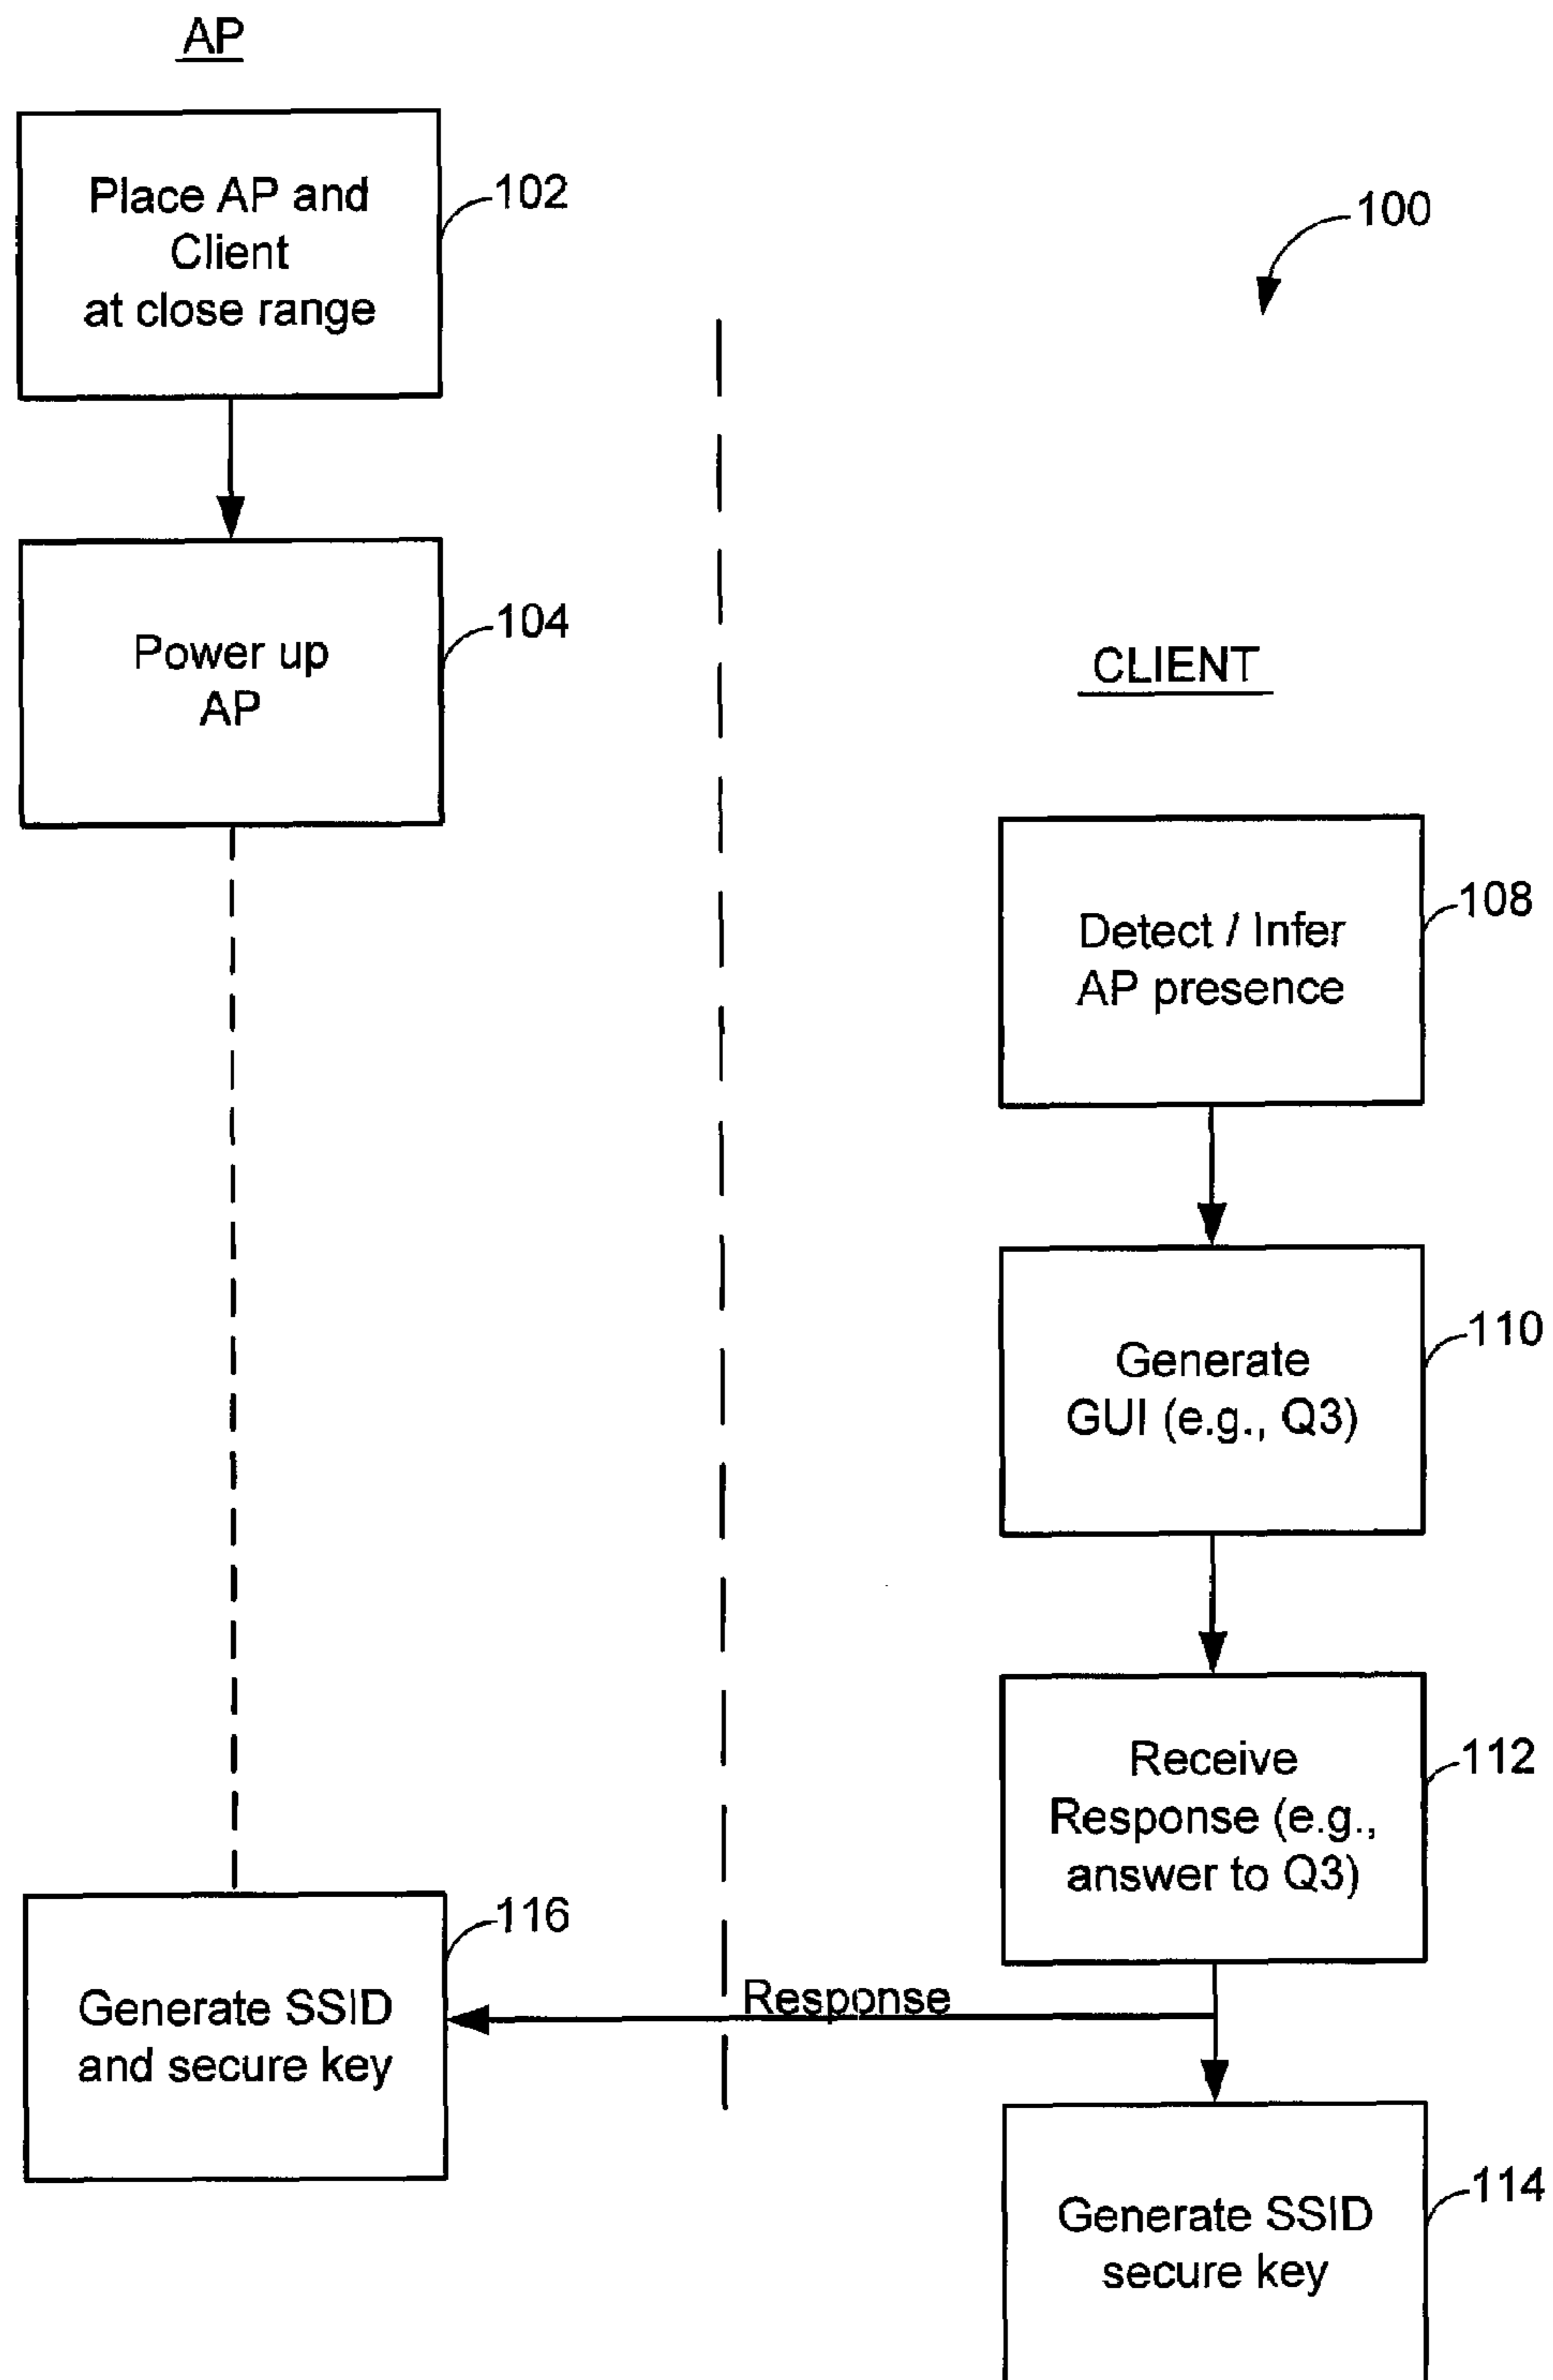 AP
Place AP and
Client
at close range
102
100
Power up
AP
104
CLIENT
Detect / Infer
AP presence
108
Generate
GUI (e.g., Q3)
110
Receive
Response (e.g.,
answer to Q3)
112
Generate SSID
and secure key
116
Response
Generate SSID
secure key
114